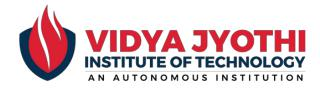 VIDYA JYOTHI
INSTITUTE OF TECHNOLOGY
AN AUTONOMOUS INSTITUTION